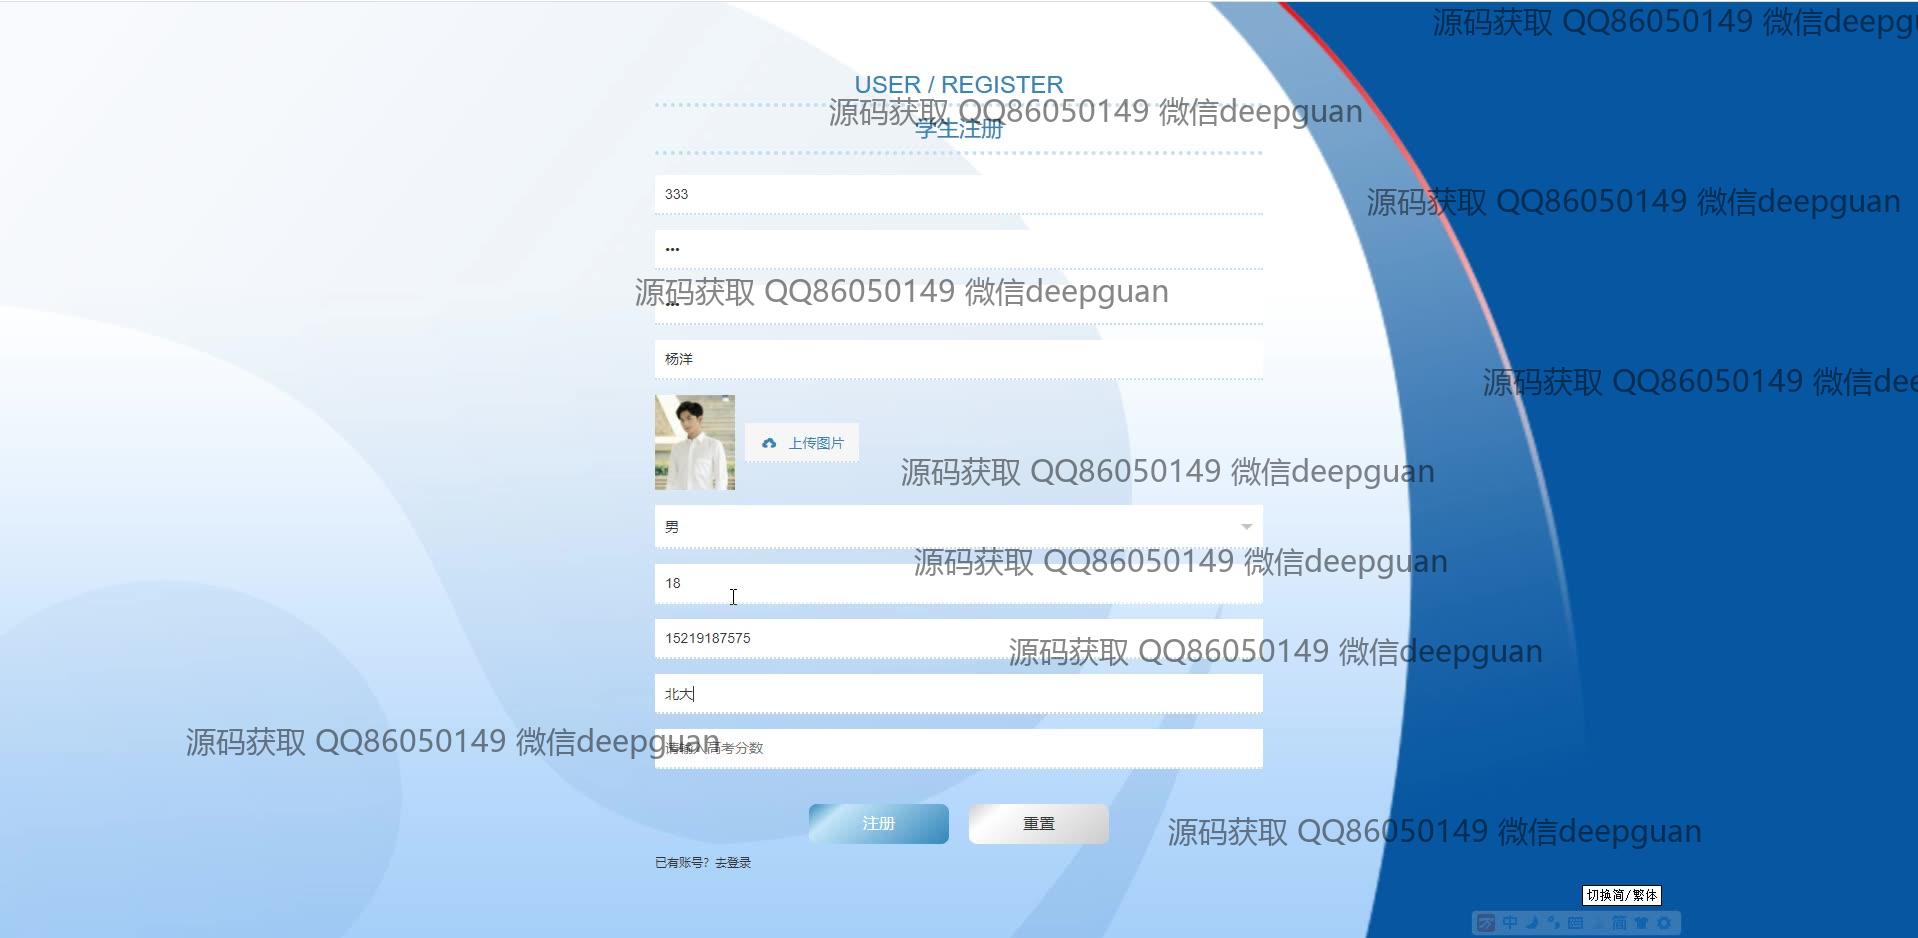 源码获取 QQ86050149 微信deepgu
USER / REGISTER
源码获取 QQ86050149 微信deepguan
学生注册
333
源码获取 QQ86050149 微信deepguan
•••
源码获取 QQ86050149 微信deepguan
•••
杨洋
源码获取 QQ86050149 微信dee
上传图片
源码获取 QQ86050149 微信deepguan
男
源码获取 QQ86050149 微信deepguan
18
15219187575
源码获取 QQ86050149 微信deepguan
北大
源码获取 QQ86050149 微信deepguan
请输入高考分数
注册
重置
源码获取 QQ86050149 微信deepguan
已有账号？去登录
切换简/繁体
中
简